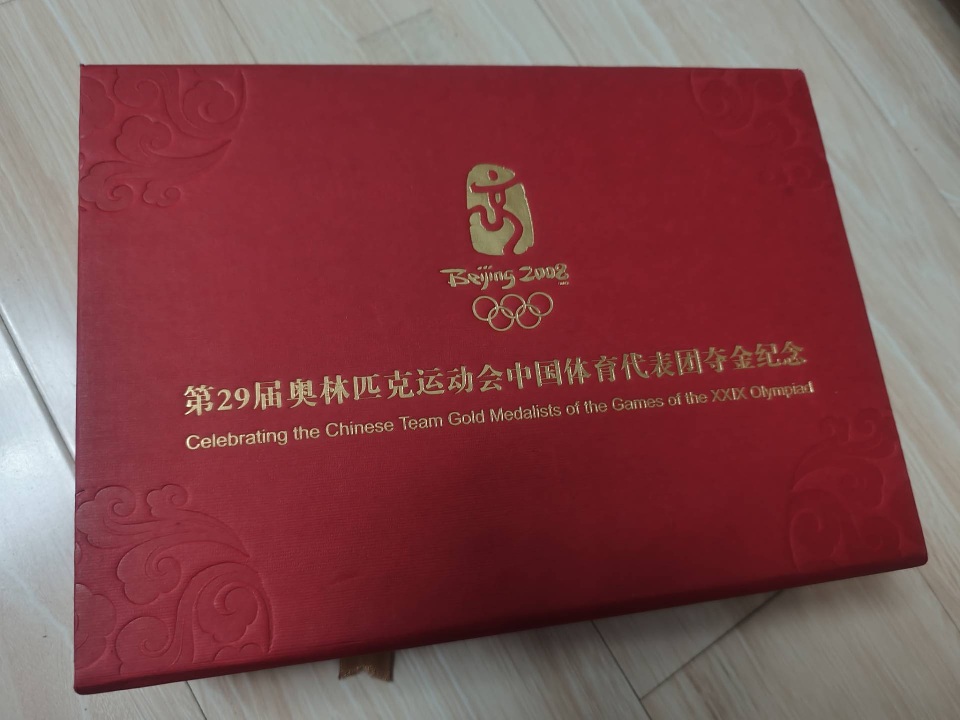 Beijing 2008
第29届奥林匹克运动会中国体育代表团夺金纪念
Celebrating the Chinese Team Gold Medalists of the Games of the XXIX Olympiad